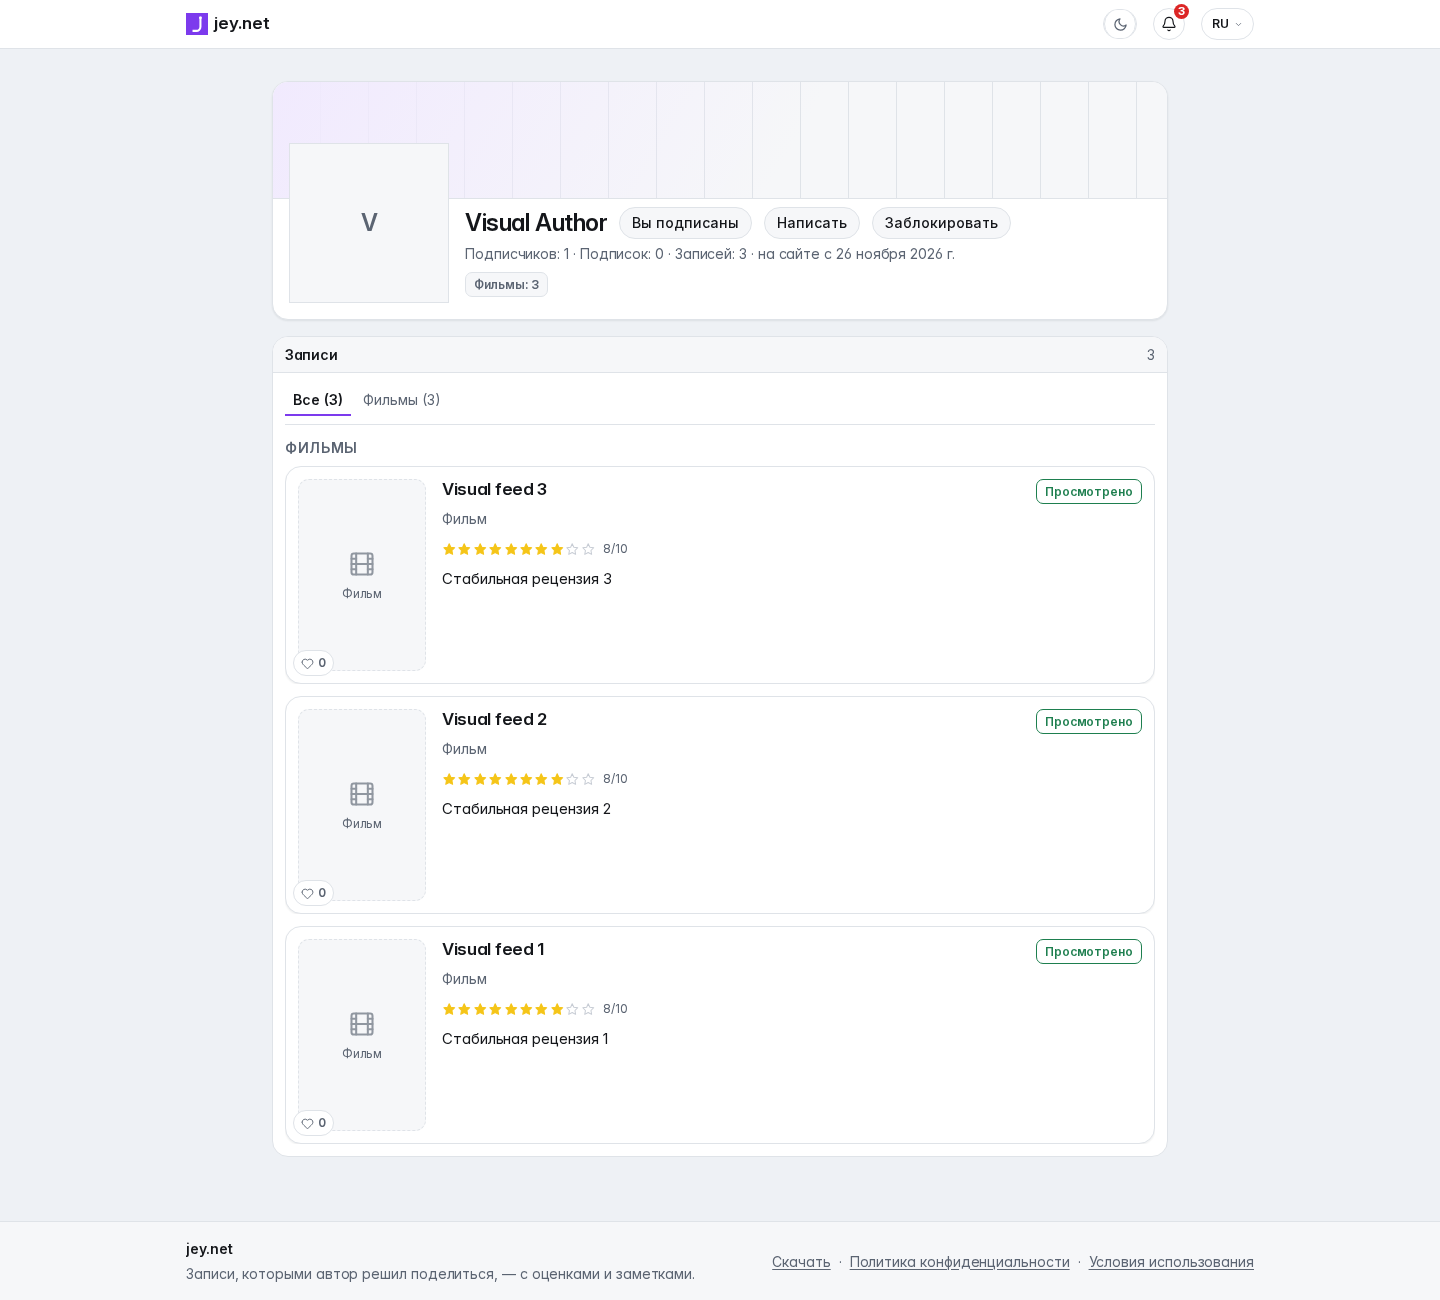 jey.net
3
RU
V
Visual Author
Вы подписаны
Написать
Заблокировать
Подписчиков: 1 · Подписок: 0 · Записей: 3 · на сайте с 26 ноября 2026 г.
Фильмы: 3
Записи
3
Все (3)
Фильмы (3)
ФИЛЬМЫ
Фильм
0
Visual feed 3
Просмотрено
Фильм
8/10
Стабильная рецензия 3
Фильм
0
Visual feed 2
Просмотрено
Фильм
8/10
Стабильная рецензия 2
Фильм
0
Visual feed 1
Просмотрено
Фильм
8/10
Стабильная рецензия 1
jey.net
Записи, которыми автор решил поделиться, — с оценками и заметками.
Скачать · Политика конфиденциальности · Условия использования